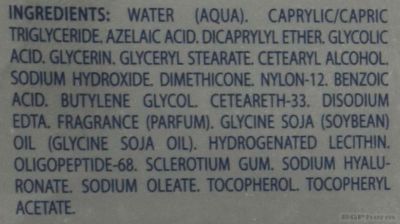 INGREDIENTS: WATER (AQUA). CAPRYLIC/CAPRIC
TRIGLYCERIDE. AZELAIC ACID. DICAPRYLYL ETHER. GLYCOLIC
ACID. GLYCERIN. GLYCERYL STEARATE. CETEARYL ALCOHOL.
SODIUM HYDROXIDE. DIMETHICONE. NYLON-12. BENZOIC
ACID. BUTYLENE GLYCOL. CETEARETH-33. DISODIUM
EDTA. FRAGRANCE (PARFUM). GLYCINE SOJA (SOYBEAN)
OIL (GLYCINE SOJA OIL). HYDROGENATED LECITHIN.
OLIGOPEPTIDE-68. SCLEROTIUM GUM. SODIUM HYALU-
RONATE. SODIUM OLEATE. TOCOPHEROL. TOCOPHERYL
ACETATE.
BGPharm